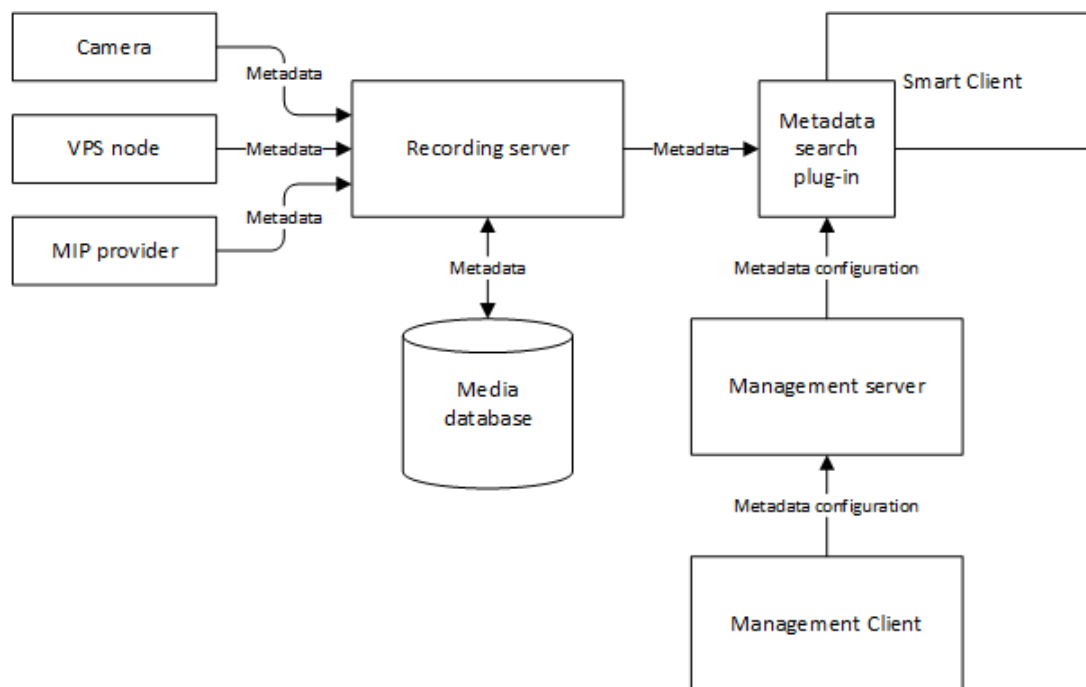 Camera
Metadata
VPS node
Metadata
MIP provider
Metadata
Recording server
Metadata
Metadata
search
plug-in
Smart Client
Metadata
Media
database
Metadata configuration
Management server
Metadata configuration
Management Client